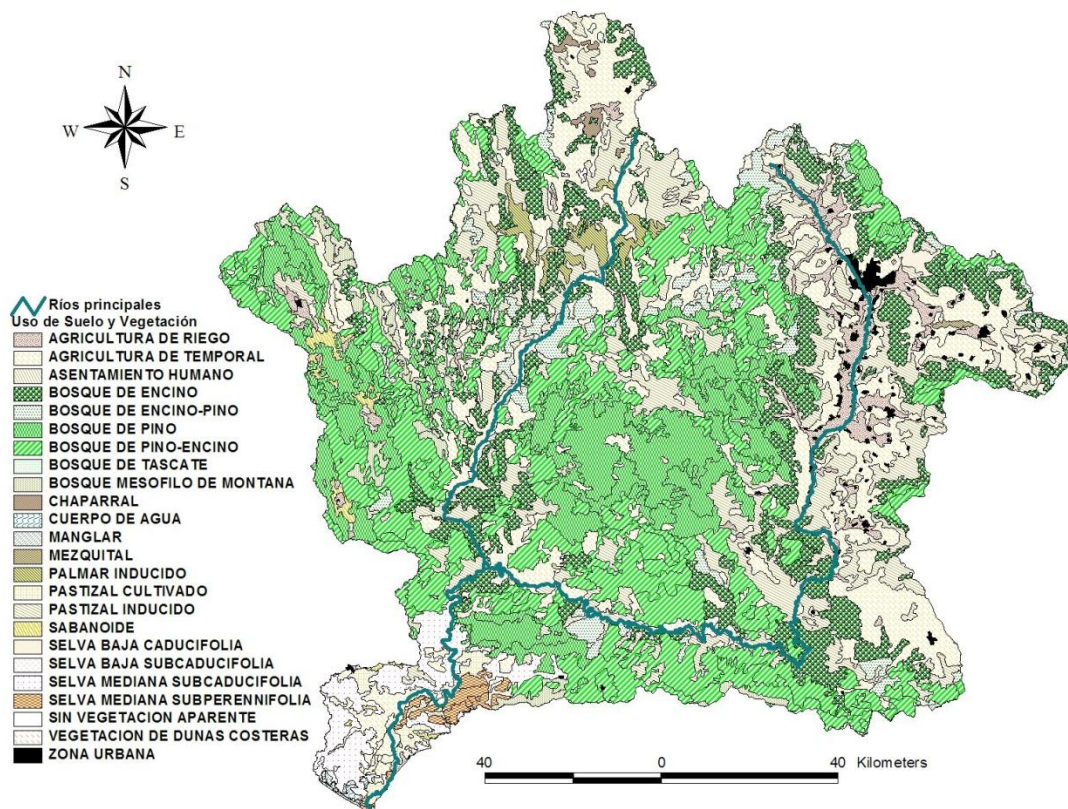 N
W E
S
Ríos principales
Uso de Suelo y Vegetación
AGRICULTURA DE RIEGO
AGRICULTURA DE TEMPORAL
ASENTAMIENTO HUMANO
BOSQUE DE ENCINO
BOSQUE DE ENCINO-PINO
BOSQUE DE PINO
BOSQUE DE PINO-ENCINO
BOSQUE DE TASCATE
BOSQUE MESOFILO DE MONTANA
CHAPARRAL
CUERPO DE AGUA
MANGLAR
MEZQUITAL
PALMAR INDUCIDO
PASTIZAL CULTIVADO
PASTIZAL INDUCIDO
SABANOIDE
SELVA BAJA CADUCIFOLIA
SELVA BAJA SUBCADUCIFOLIA
SELVA MEDIANA SUBCADUCIFOLIA
SELVA MEDIANA SUBPERENNIFOLIA
SIN VEGETACION APARENTE
VEGETACION DE DUNAS COSTERAS
ZONA URBANA
40 0 40 Kilometers